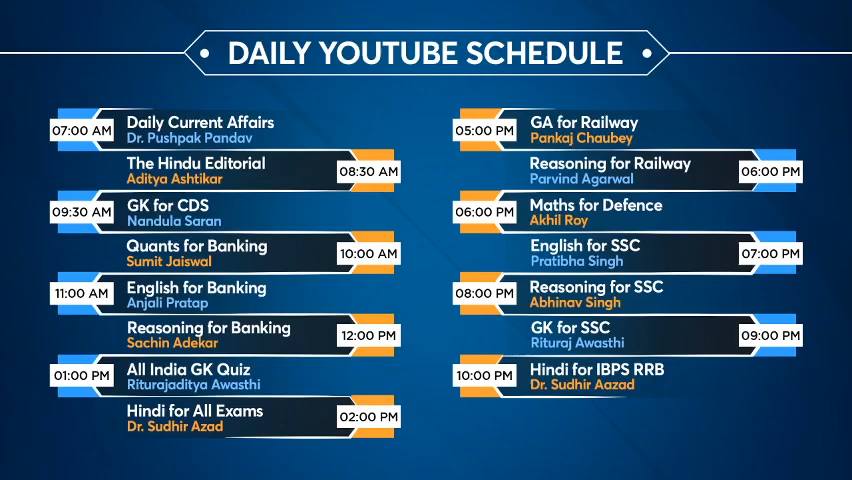 DAILY YOUTUBE SCHEDULE
07:00 AM
Daily Current Affairs
Dr. Pushpak Pandav
The Hindu Editorial
Aditya Ashtikar
08:30 AM
09:30 AM
GK for CDS
Nandula Saran
Quants for Banking
Sumit Jaiswal
10:00 AM
11:00 AM
English for Banking
Anjali Pratap
Reasoning for Banking
Sachin Adekar
12:00 PM
01:00 PM
All India GK Quiz
Riturajaditya Awasthi
Hindi for All Exams
Dr. Sudhir Azad
02:00 PM
05:00 PM
GA for Railway
Pankaj Chaubey
Reasoning for Railway
Parvind Agarwal
06:00 PM
06:00 PM
Maths for Defence
Akhil Roy
English for SSC
Pratibha Singh
07:00 PM
08:00 PM
Reasoning for SSC
Abhinav Singh
GK for SSC
Rituraj Awasthi
09:00 PM
10:00 PM
Hindi for IBPS RRB
Dr. Sudhir Aazad